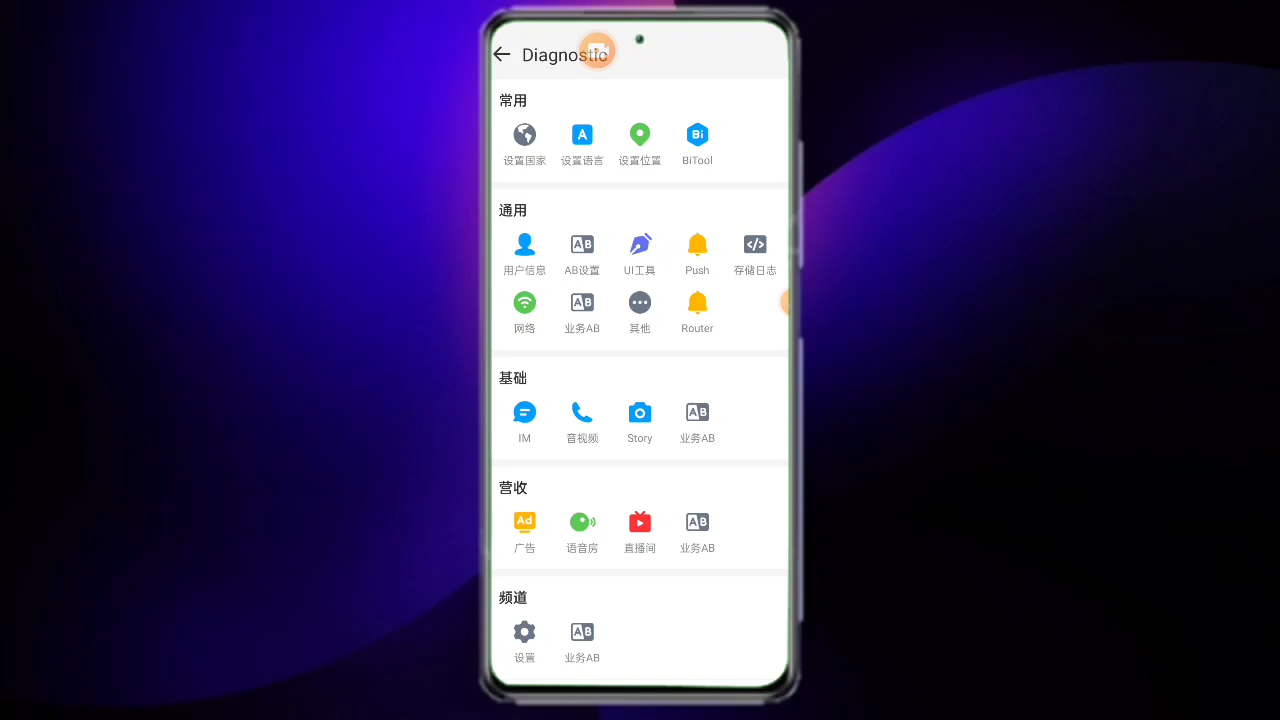 Diagnostic
常用
设置国家 设置语言 设置位置 BiTool
通用
用户信息 AB设置 UI工具 Push 存储日志
网络 业务AB 其他 Router
基础
IM 音视频 Story 业务AB
营收
广告 语音房 直播间 业务AB
频道
设置 业务AB